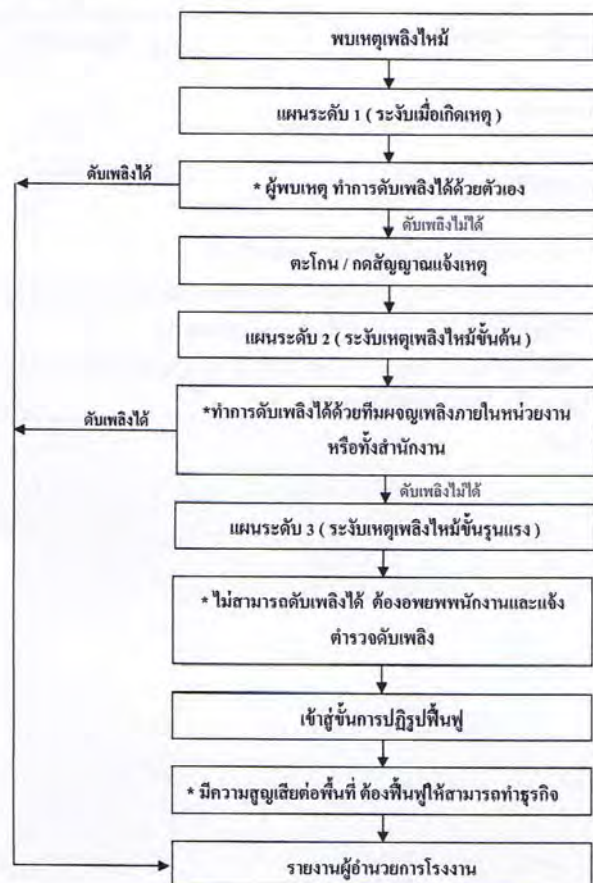 พบเหตุเพลิงไหม้
แผนระดับ 1 ( ระงับเมื่อเกิดเหตุ )
ดับเพลิงได้
* ผู้พบเหตุ ทำการดับเพลิงได้ด้วยตัวเอง
ดับเพลิงไม่ได้
ตะโกน / กดสัญญาณแจ้งเหตุ
แผนระดับ 2 ( ระงับเหตุเพลิงไหม้ขั้นต้น )
ดับเพลิงได้
*ทำการดับเพลิงได้ด้วยทีมผจญเพลิงภายในหน่วยงาน
หรือทั้งสำนักงาน
ดับเพลิงไม่ได้
แผนระดับ 3 ( ระงับเหตุเพลิงไหม้ขั้นรุนแรง )
* ไม่สามารถดับเพลิงได้ ต้องอพยพพนักงานและแจ้ง
ตำรวจดับเพลิง
เข้าสู่ขั้นการปฏิรูปฟื้นฟู
* มีความสูญเสียต่อพื้นที่ ต้องฟื้นฟูให้สามารถทำธุรกิจ
รายงานผู้อำนวยการโรงงาน